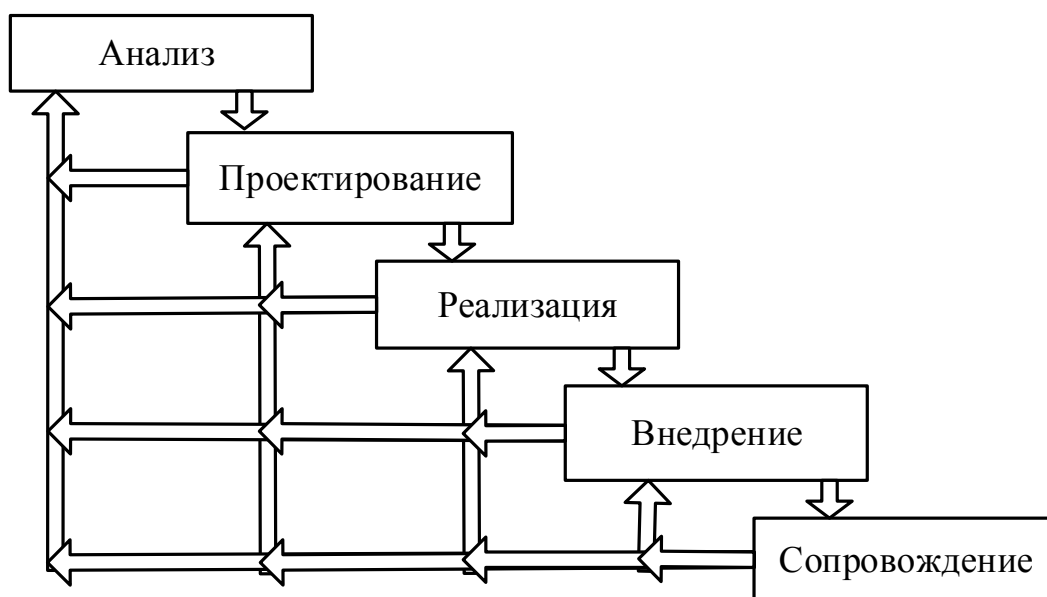 Анализ
Проектирование
Реализация
Внедрение
Сопровождение